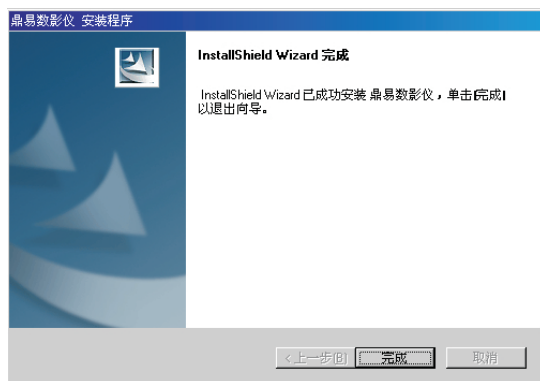 鼎易数影仪 安装程序
InstallShield Wizard 完成
InstallShield Wizard 已成功安装 鼎易数影仪，单击[完成]
以退出向导。
<上一步(B)
完成
取消